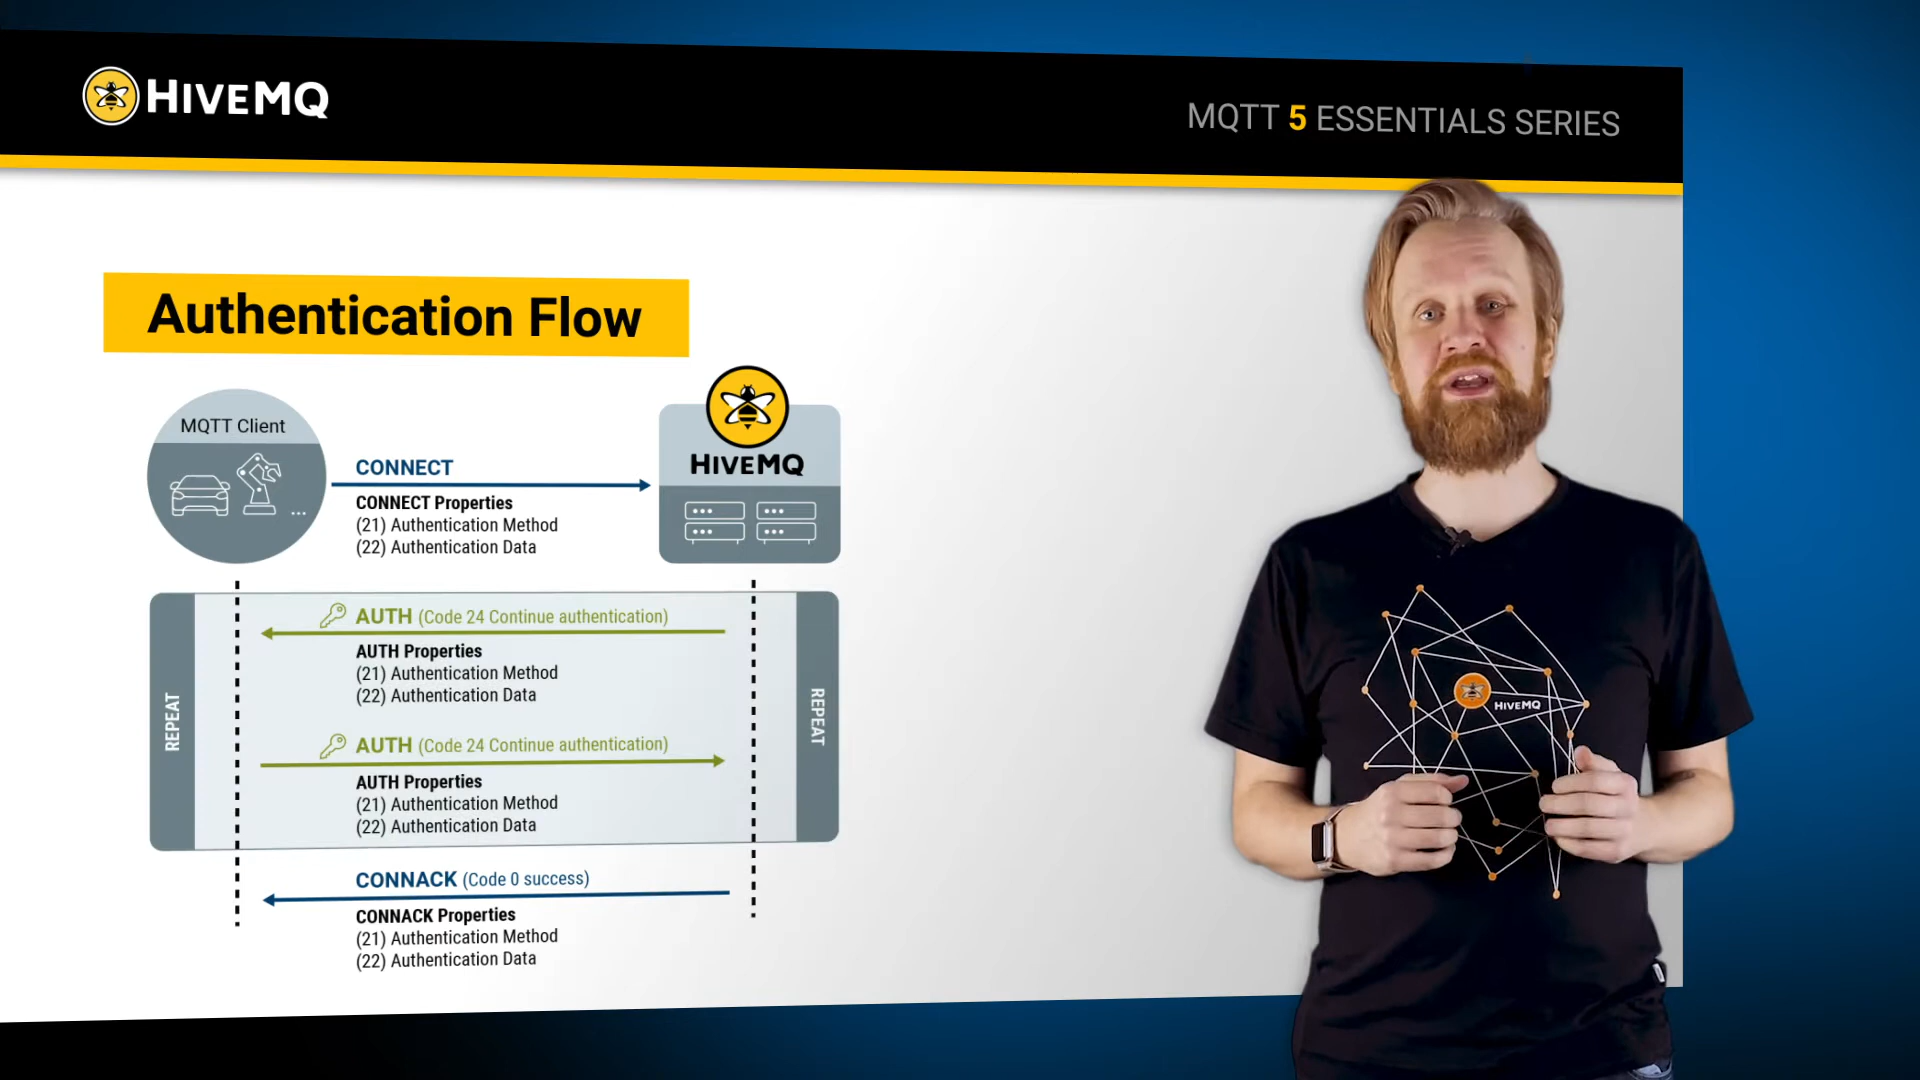 HIVEMQ
MQTT 5 ESSENTIALS SERIES
Authentication Flow
MQTT Client
...
HIVEMQ
CONNECT
CONNECT Properties
(21) Authentication Method
(22) Authentication Data
REPEAT
AUTH (Code 24 Continue authentication)
AUTH Properties
(21) Authentication Method
(22) Authentication Data
AUTH (Code 24 Continue authentication)
AUTH Properties
(21) Authentication Method
(22) Authentication Data
REPEAT
CONNACK (Code 0 success)
CONNACK Properties
(21) Authentication Method
(22) Authentication Data
HIVEMQ